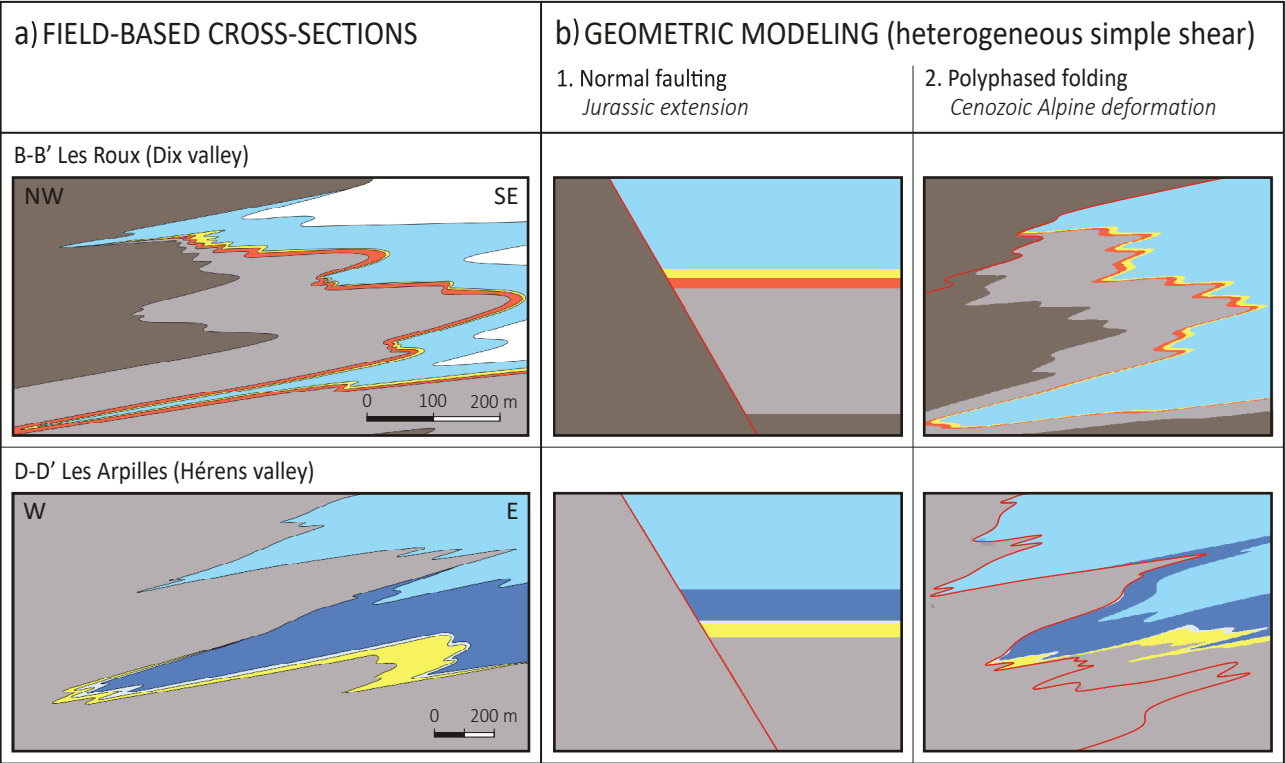 a) FIELD-BASED CROSS-SECTIONS
b) GEOMETRIC MODELING (heterogeneous simple shear)
1. Normal faulting
Jurassic extension
2. Polyphased folding
Cenozoic Alpine deformation
B-B’ Les Roux (Dix valley)
NW
SE
0 100 200 m
D-D’ Les Arpilles (Hérens valley)
W
E
0 200 m